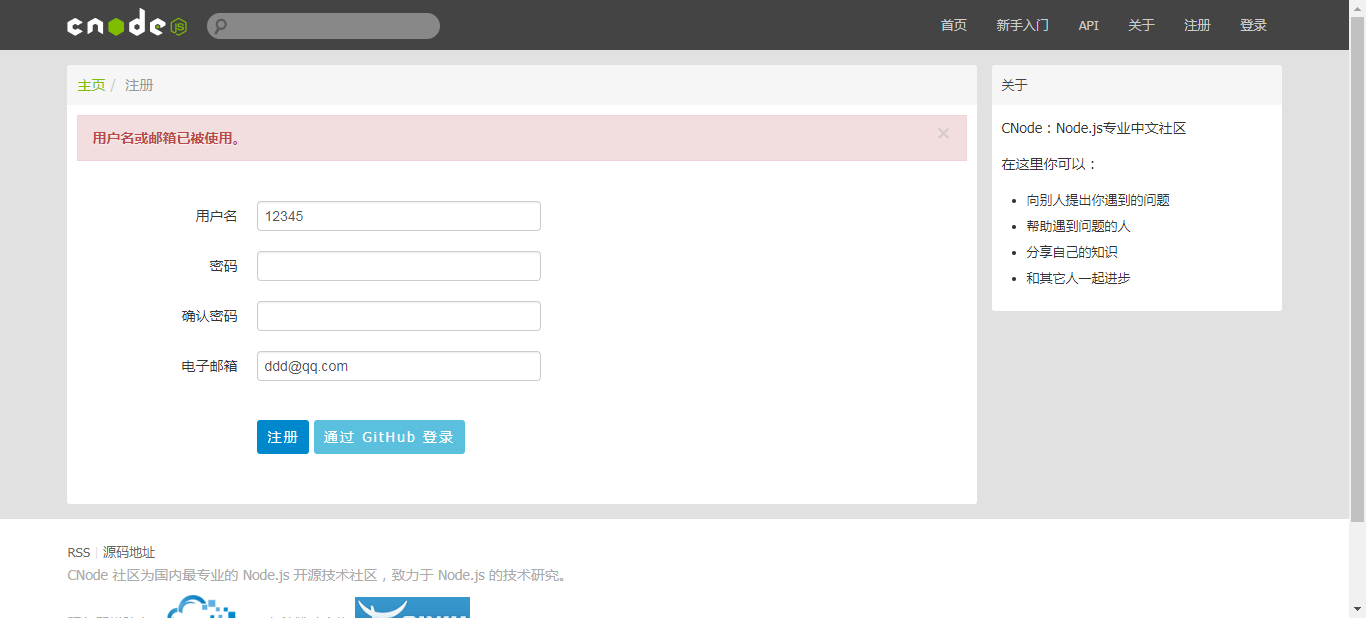 cnode JS
首页 新手入门 API 关于 注册 登录
主页 / 注册
用户名或邮箱已被使用。 ×
用户名 12345
密码
确认密码
电子邮箱 ddd@qq.com
注册 通过 GitHub 登录
关于
CNode：Node.js专业中文社区
在这里你可以：
• 向别人提出你遇到的问题
• 帮助遇到问题的人
• 分享自己的知识
• 和其它人一起进步
RSS | 源码地址
CNode 社区为国内最专业的 Node.js 开源技术社区，致力于 Node.js 的技术研究。